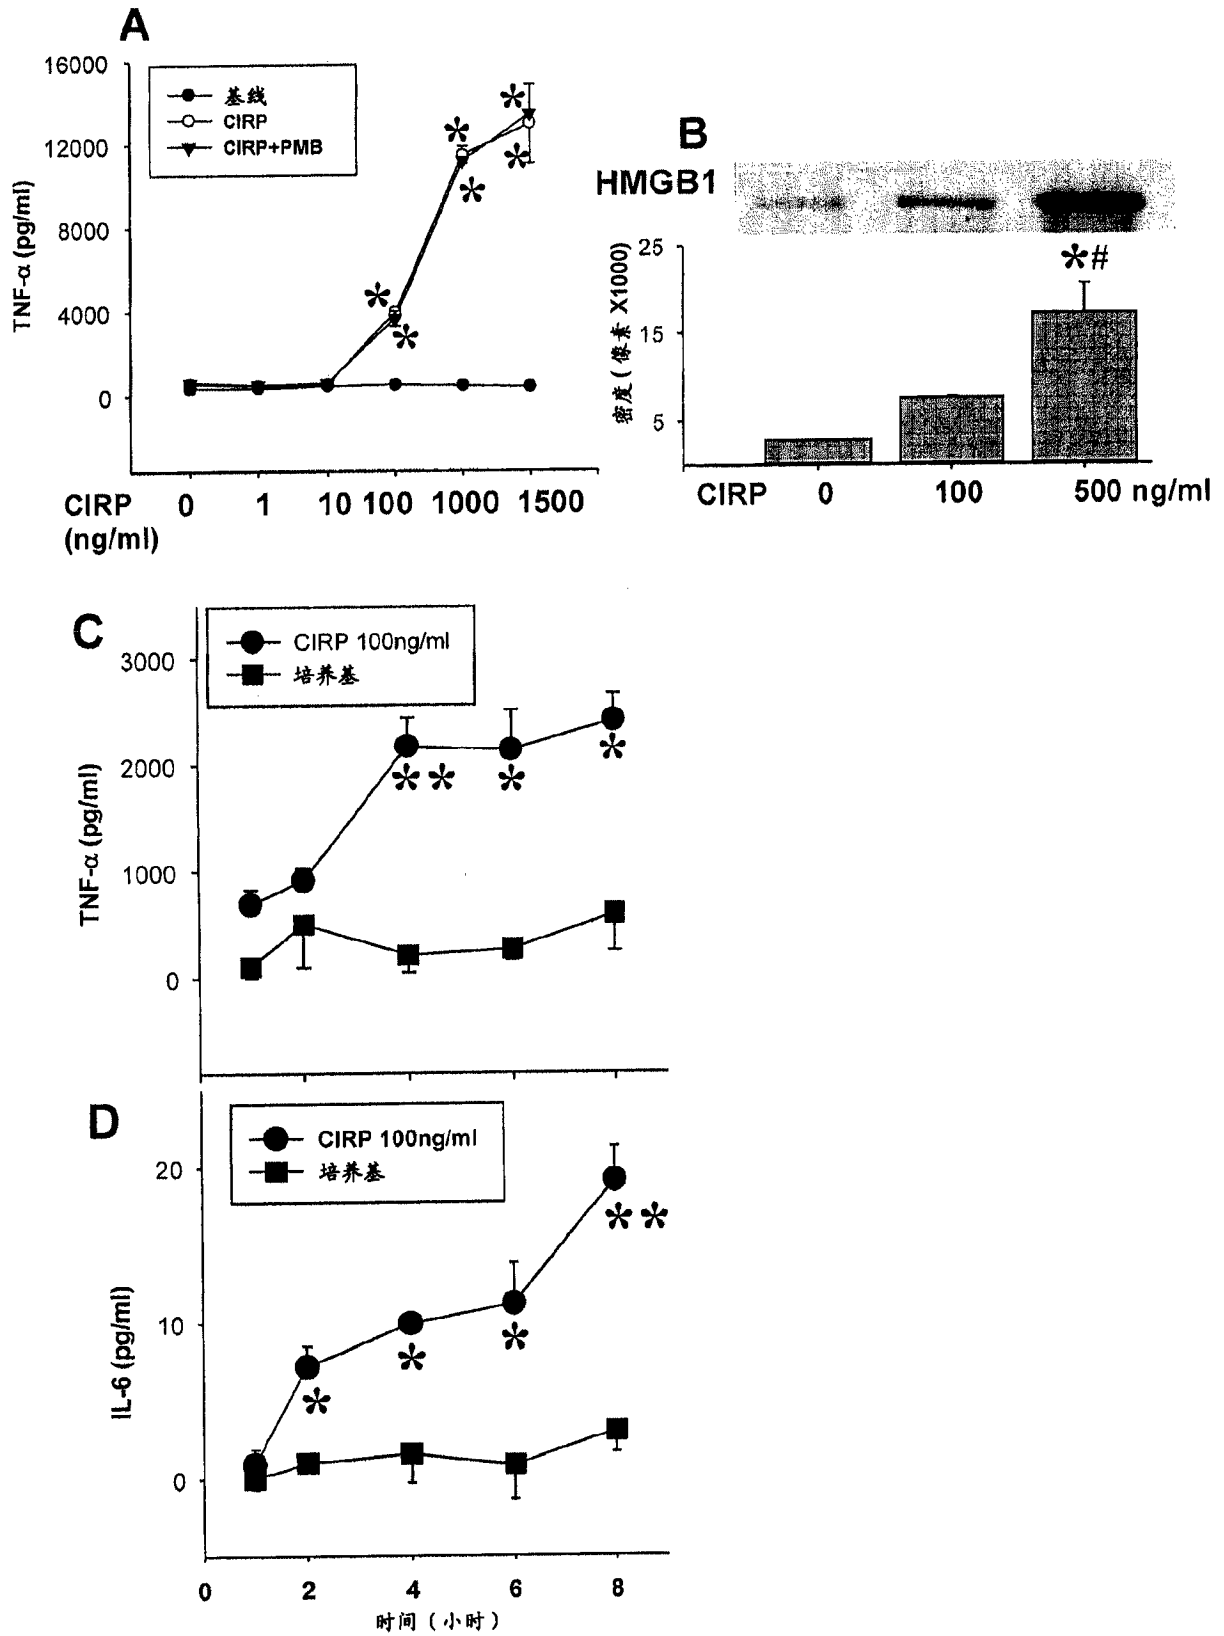 A
16000
12000
8000
4000
0
TNF-α (pg/ml)
基线
CIRP
CIRP+PMB
*
*
*
*
*
*
CIRP 0 1 10 100 1000 1500
(ng/ml)
B
HMGB1
25
15
5
密度 ( 像素 X1000)
*#
CIRP 0 100 500 ng/ml
C
CIRP 100ng/ml
培养基
3000
2000
1000
0
TNF-α (pg/ml)
**
*
*
D
CIRP 100ng/ml
培养基
20
10
0
IL-6 (pg/ml)
*
*
*
**
0 2 4 6 8
时间 ( 小时 )